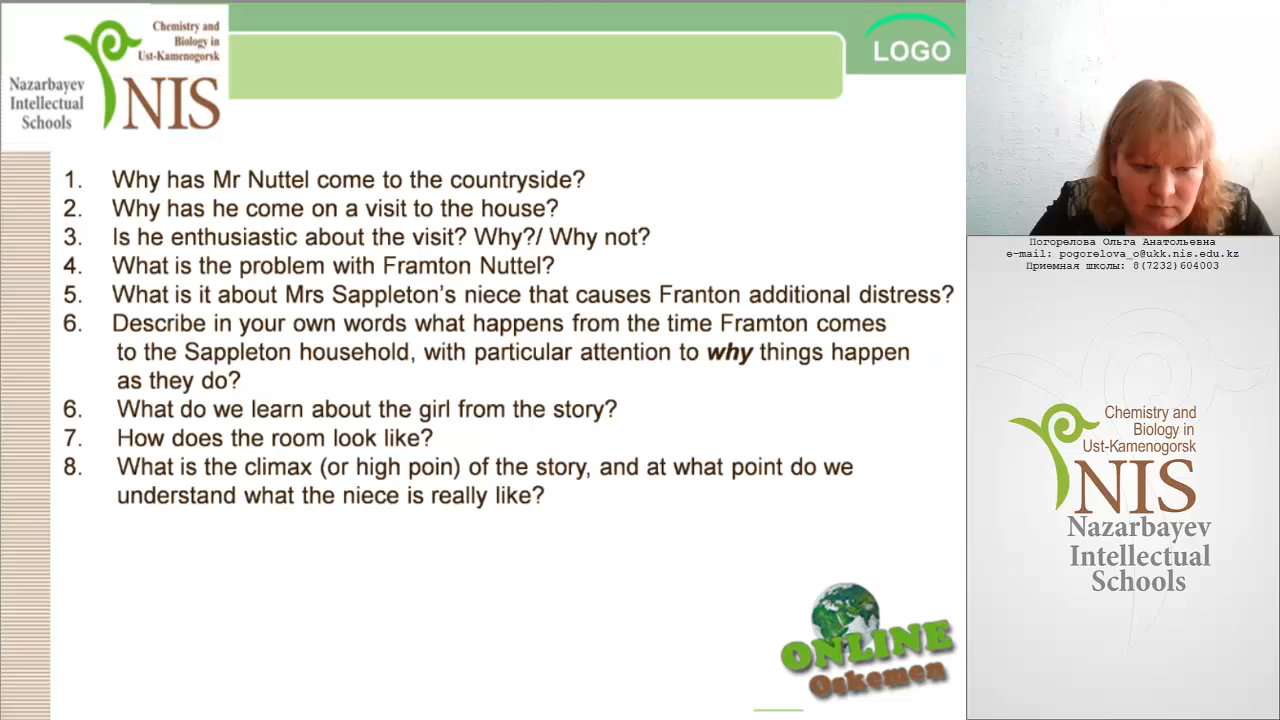 Chemistry and
Biology in
Ust-Kamenogorsk
Nazarbayev
Intellectual
Schools
NIS
LOGO
1. Why has Mr Nuttel come to the countryside?
2. Why has he come on a visit to the house?
3. Is he enthusiastic about the visit? Why?/ Why not?
4. What is the problem with Framton Nuttel?
5. What is it about Mrs Sappleton's niece that causes Franton additional distress?
6. Describe in your own words what happens from the time Framton comes
to the Sappleton household, with particular attention to why things happen
as they do?
6. What do we learn about the girl from the story?
7. How does the room look like?
8. What is the climax (or high poin) of the story, and at what point do we
understand what the niece is really like?
ONLINE
Oskemen
Погорелова Ольга Анатольевна
e-mail: pogorelova_o@ukk.nis.edu.kz
Приемная школы: 8(7232)604003
Chemistry and
Biology in
Ust-Kamenogorsk
NIS
Nazarbayev
Intellectual
Schools